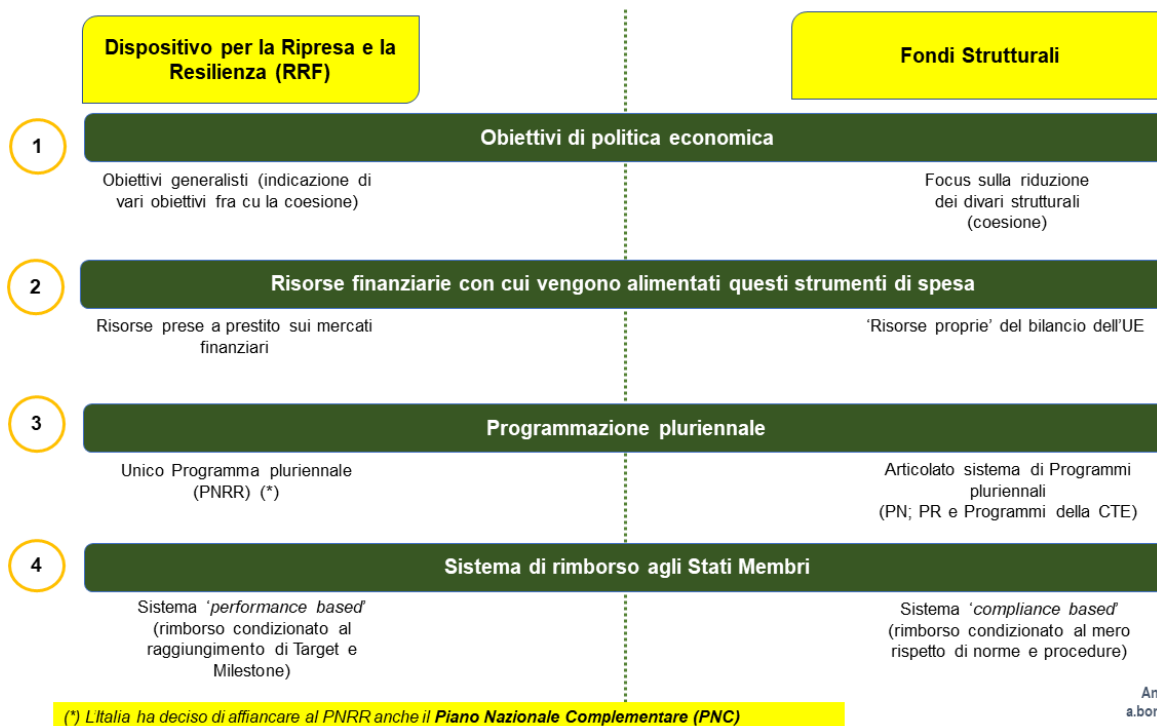 Dispositivo per la Ripresa e la
Resilienza (RRF)
Fondi Strutturali
1
Obiettivi di politica economica
Obiettivi generalisti (indicazione di
vari obiettivi fra cu la coesione)
Focus sulla riduzione
dei divari strutturali
(coesione)
2
Risorse finanziarie con cui vengono alimentati questi strumenti di spesa
Risorse prese a prestito sui mercati
finanziari
‘Risorse proprie’ del bilancio dell’UE
3
Programmazione pluriennale
Unico Programma pluriennale
(PNRR) (*)
Articolato sistema di Programmi
pluriennali
(PN; PR e Programmi della CTE)
4
Sistema di rimborso agli Stati Membri
Sistema ‘performance based’
(rimborso condizionato al
raggiungimento di Target e
Milestone)
Sistema ‘compliance based’
(rimborso condizionato al mero
rispetto di norme e procedure)
(*) L’Italia ha deciso di affiancare al PNRR anche il Piano Nazionale Complementare (PNC)